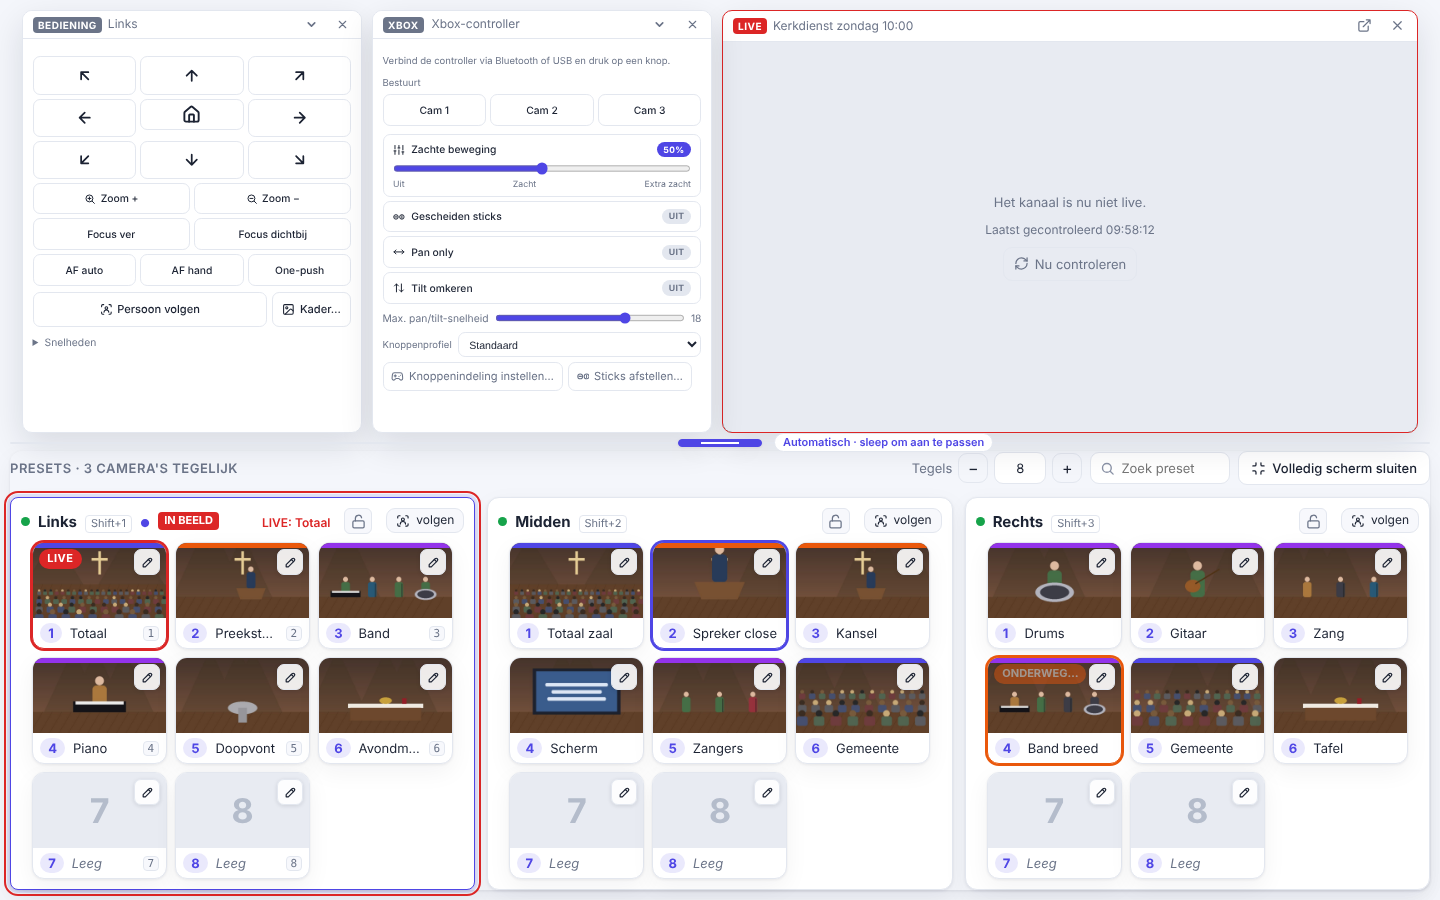 BEDIENING Links
Zoom +
Zoom −
Focus ver
Focus dichtbij
AF auto
AF hand
One-push
Persoon volgen
Kader...
Snelheden
XBOX Xbox-controller
Verbind de controller via Bluetooth of USB en druk op een knop.
Bestuurt
Cam 1
Cam 2
Cam 3
Zachte beweging 50%
Uit Zacht Extra zacht
Gescheiden sticks UIT
Pan only UIT
Tilt omkeren UIT
Max. pan/tilt-snelheid 18
Knoppenprofiel Standaard
Knoppenindeling instellen...
Sticks afstellen...
LIVE Kerkdienst zondag 10:00
Het kanaal is nu niet live.
Laatst gecontroleerd 09:58:12
Nu controleren
Automatisch · sleep om aan te passen
PRESETS · 3 CAMERA'S TEGELIJK
Tegels − 8 +
Zoek preset
Volledig scherm sluiten
Links Shift+1 IN BEELD LIVE: Totaal volgen
LIVE
1 Totaal 1
2 Preekst... 2
3 Band 3
4 Piano 4
5 Doopvont 5
6 Avondm... 6
7
8
7 Leeg 7
8 Leeg 8
Midden Shift+2 volgen
1 Totaal zaal
2 Spreker close
3 Kansel
4 Scherm
5 Zangers
6 Gemeente
7
8
7 Leeg
8 Leeg
Rechts Shift+3 volgen
1 Drums
2 Gitaar
3 Zang
ONDERWEG...
4 Band breed
5 Gemeente
6 Tafel
7
8
7 Leeg
8 Leeg